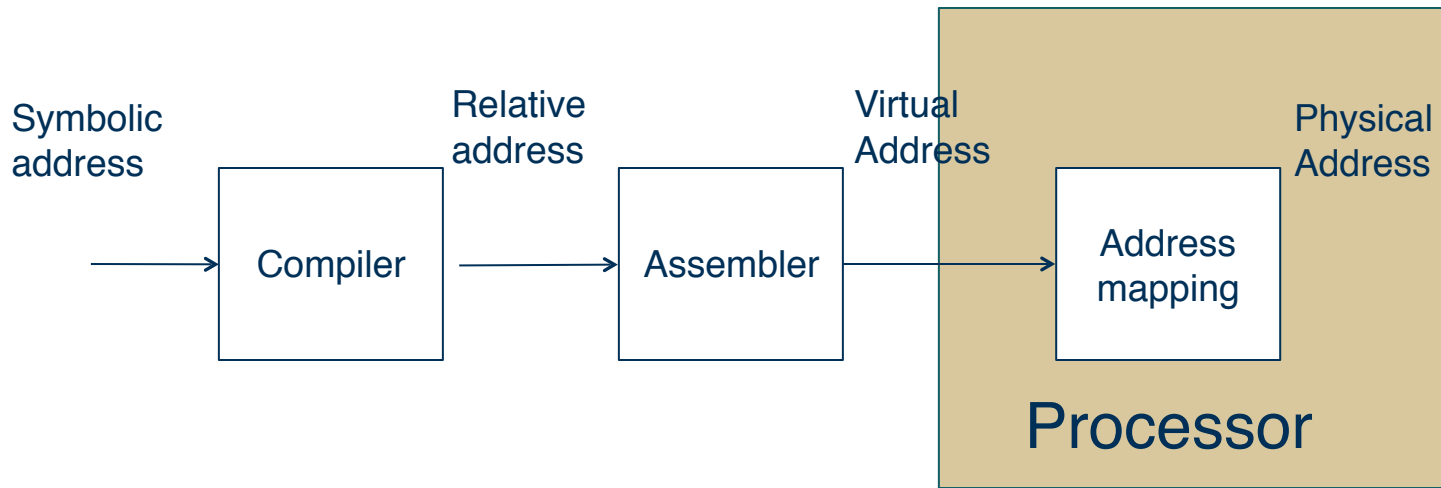 Symbolic
address
Compiler
Relative
address
Assembler
Virtual
Address
Address
mapping
Physical
Address
Processor